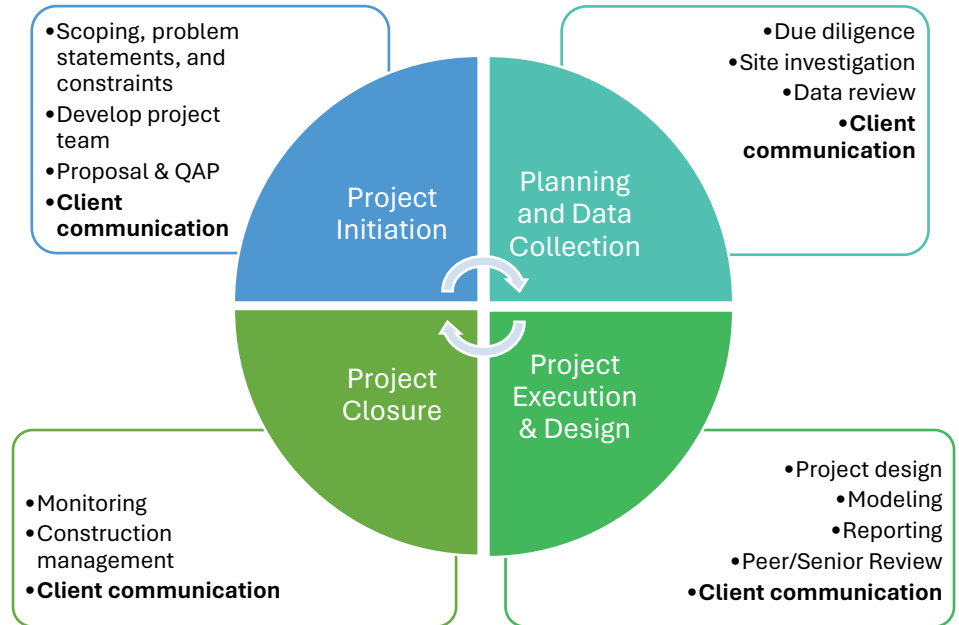 •Scoping, problem
statements, and
constraints
•Develop project
team
•Proposal & QAP
•Client
communication
•Due diligence
•Site investigation
•Data review
•Client
communication
Project
Initiation
Planning
and Data
Collection
Project
Closure
Project
Execution
& Design
•Monitoring
•Construction
management
•Client communication
•Project design
•Modeling
•Reporting
•Peer/Senior Review
•Client communication